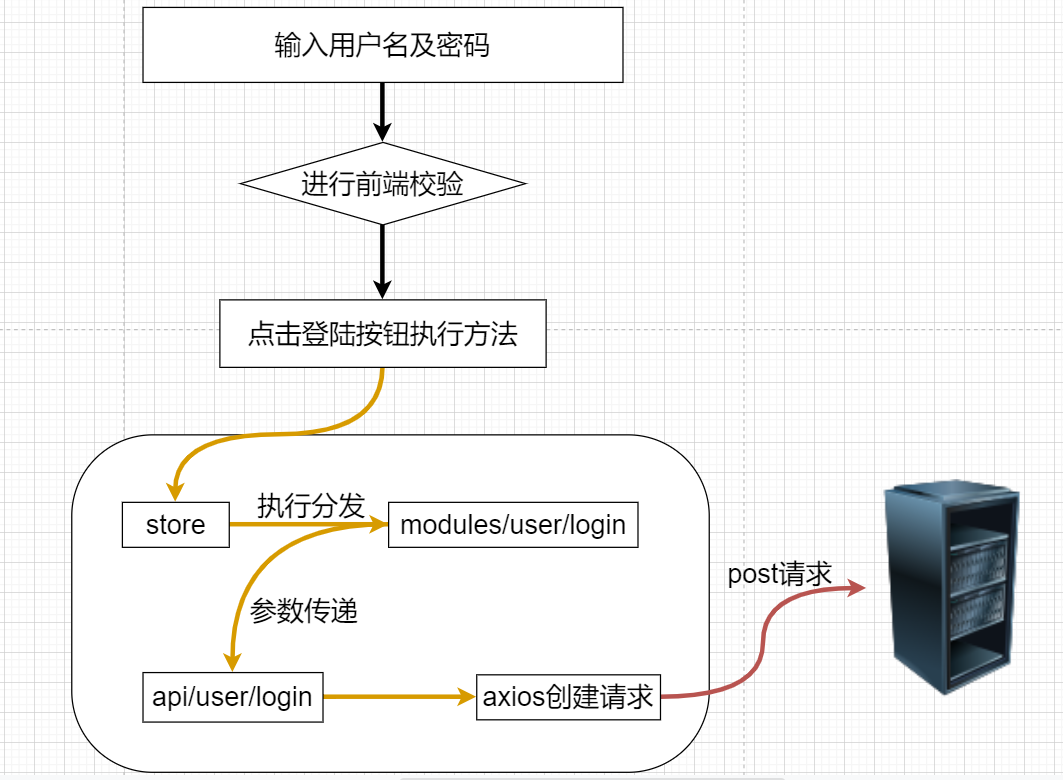 输入用户名及密码
进行前端校验
点击登陆按钮执行方法
store
执行分发
modules/user/login
参数传递
api/user/login
axios创建请求
post请求